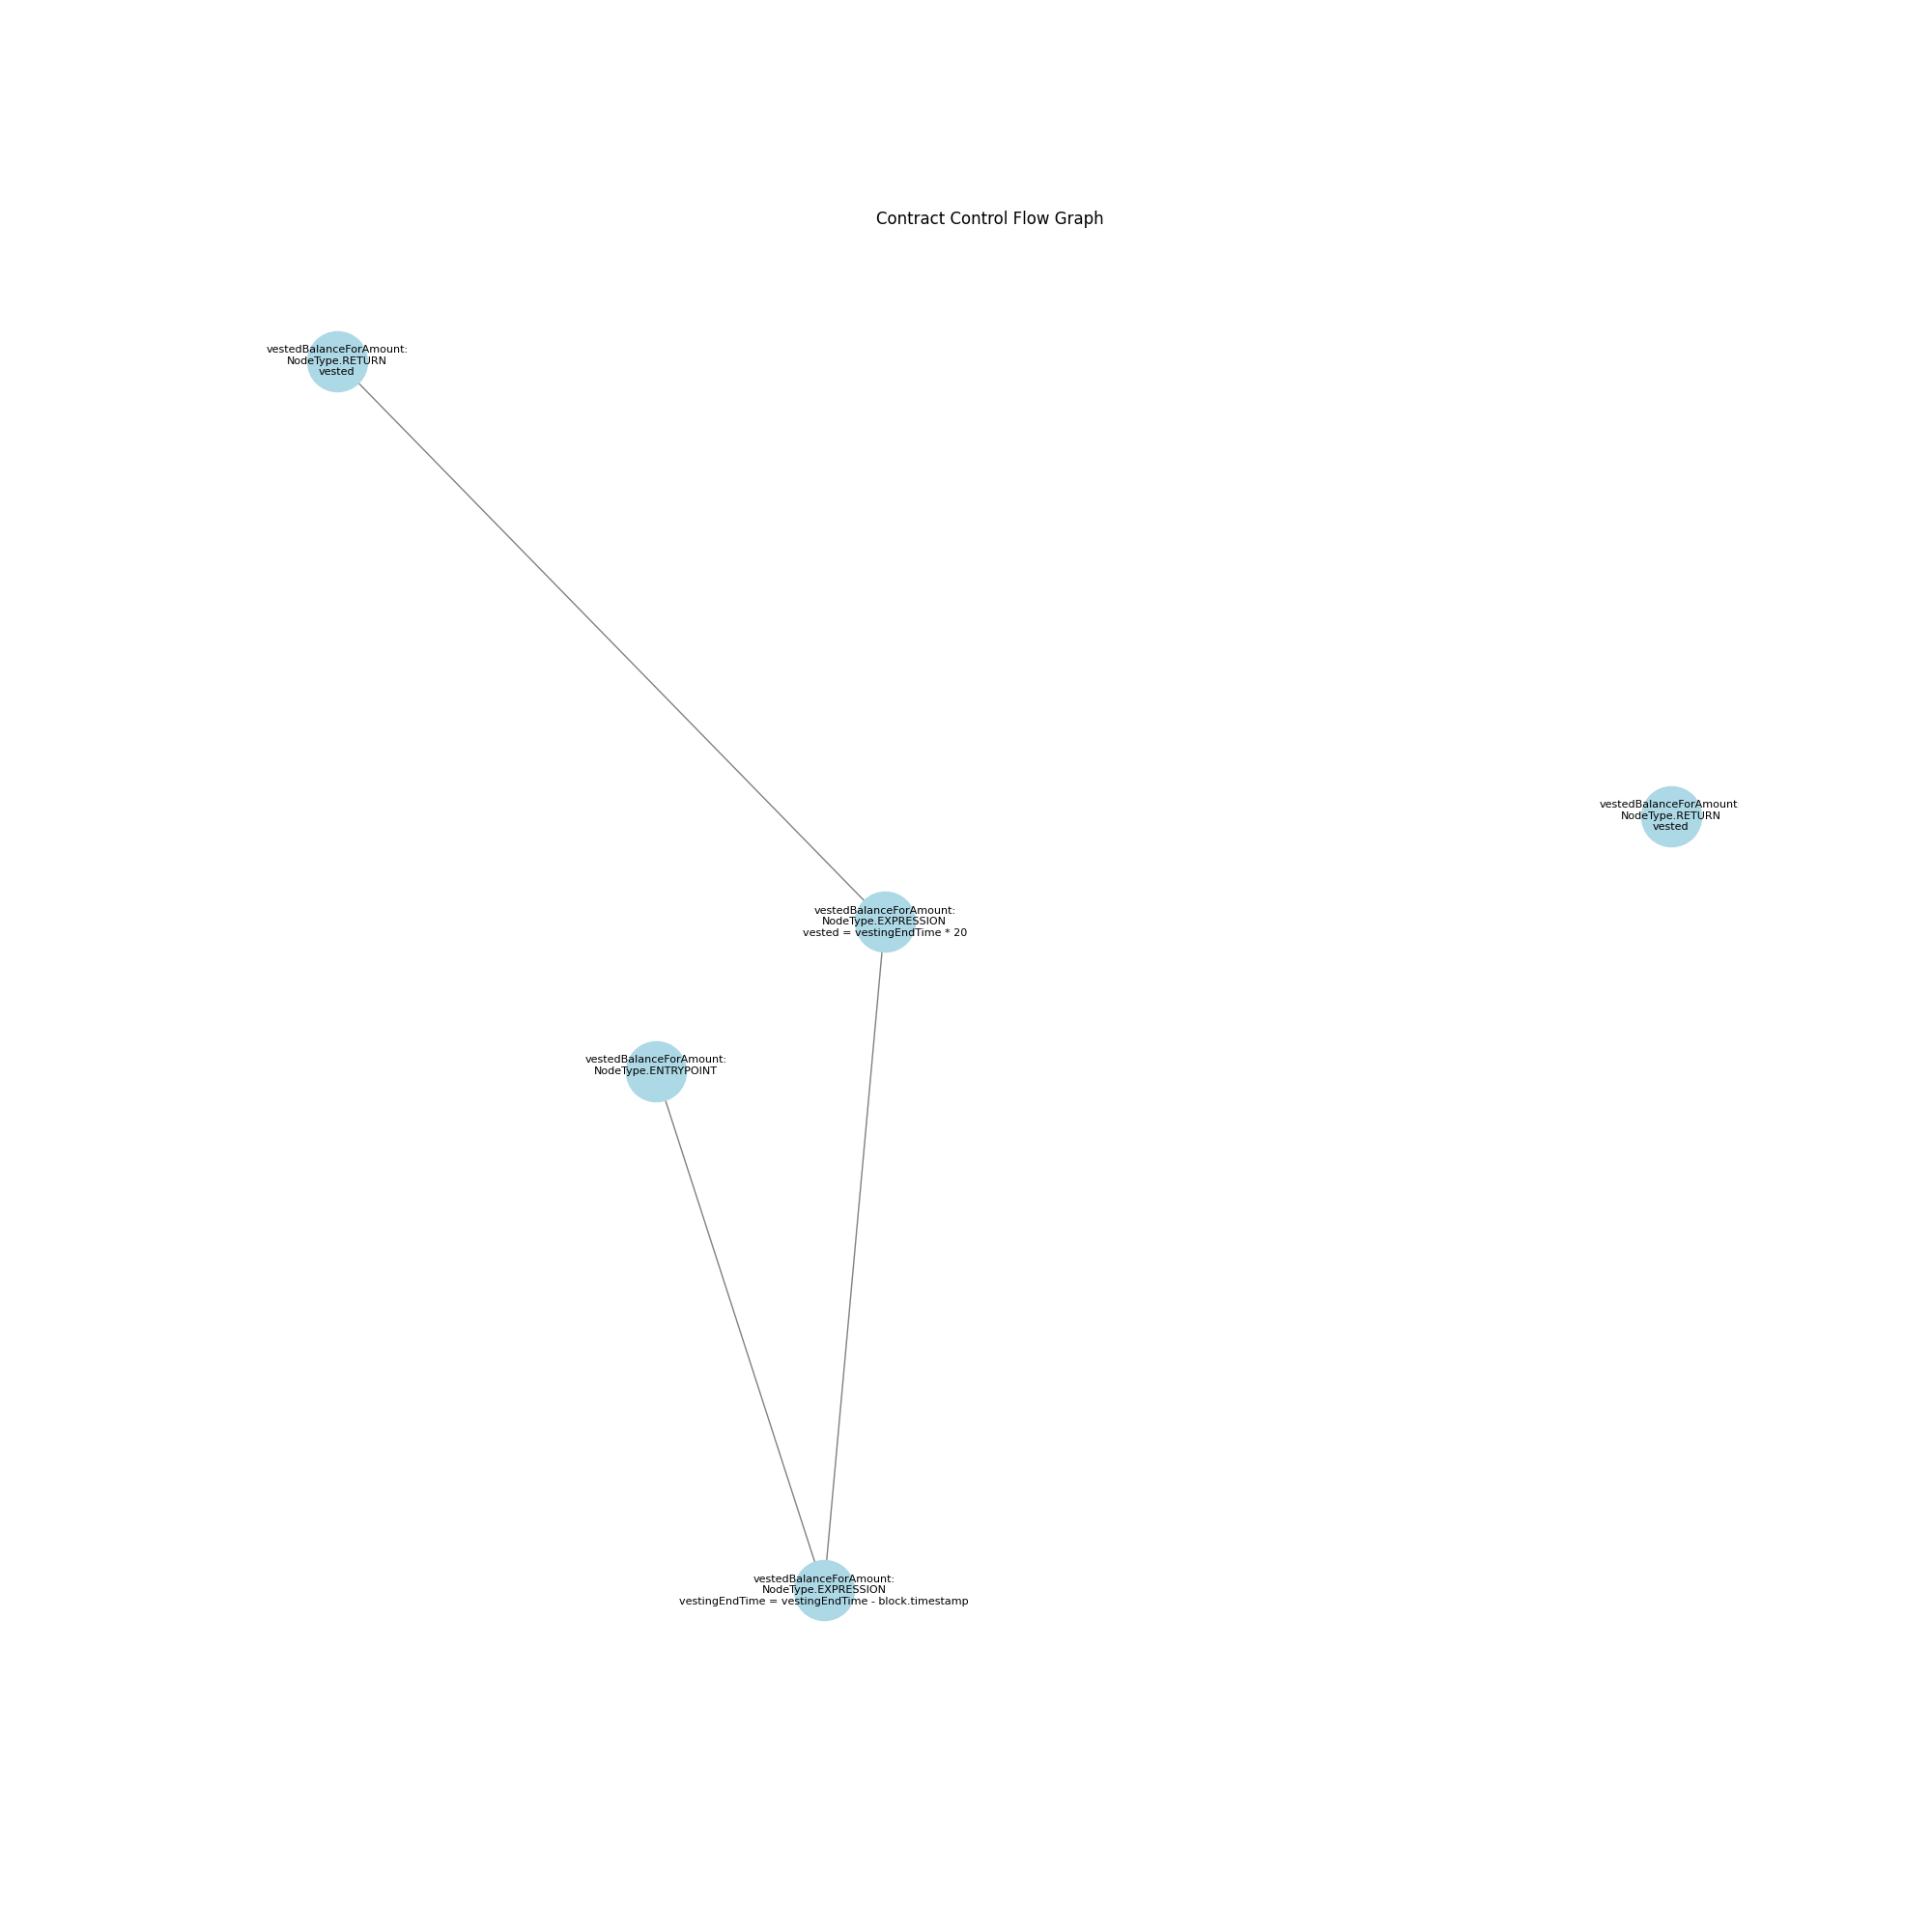 Contract Control Flow Graph
vestedBalanceForAmount:
NodeType.RETURN
vested
vestedBalanceForAmount
NodeType.RETURN
vested
vestedBalanceForAmount:
NodeType.EXPRESSION
vested = vestingEndTime * 20
vestedBalanceForAmount:
NodeType.ENTRYPOINT
vestedBalanceForAmount:
NodeType.EXPRESSION
vestingEndTime = vestingEndTime - block.timestamp